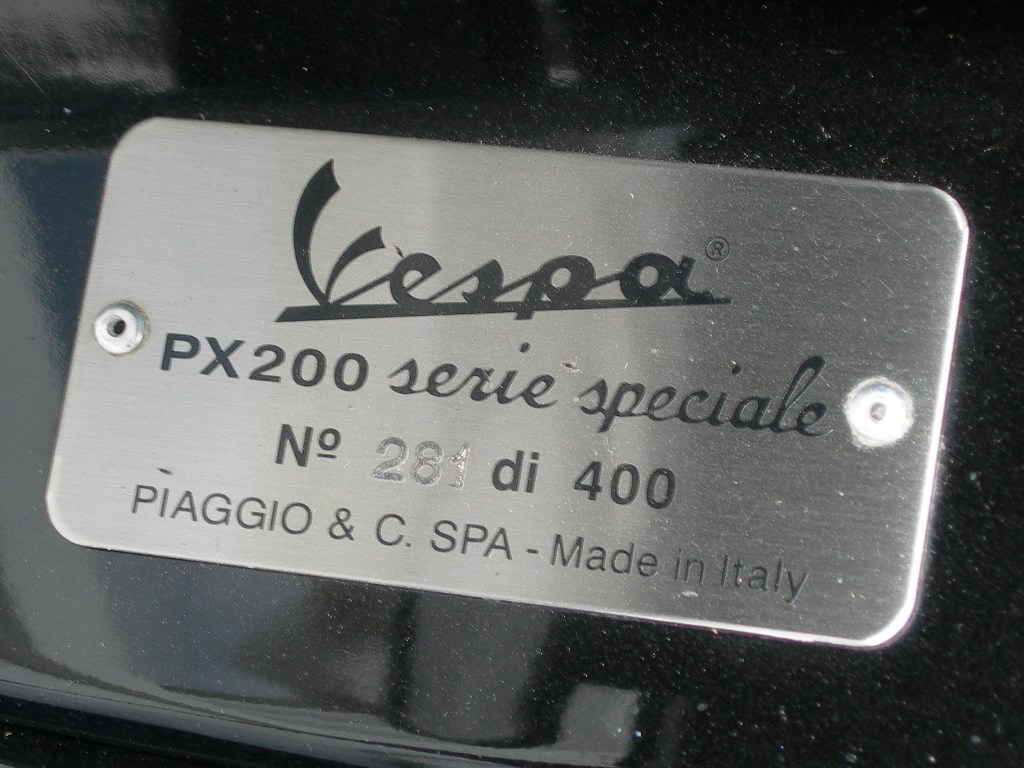 Vespa®
PX200 serie speciale
Nº 281 di 400
PIAGGIO & C. SPA - Made in Italy